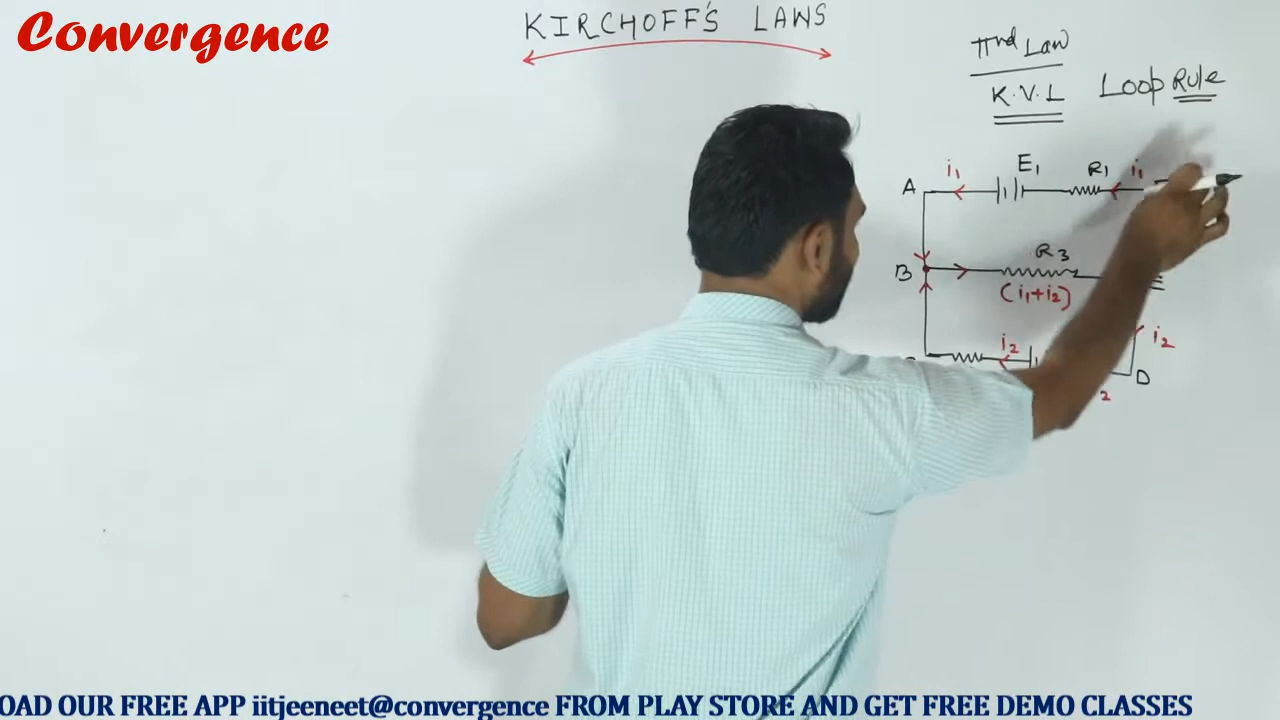 Convergence
KIRCHOFF'S LAWS
IInd Law
K.V.L Loop Rule
i1 E1 R1 i1
A
R3
B
(i1+i2)
i2 i2
D
2
OAD OUR FREE APP iitjeeneet@convergence FROM PLAY STORE AND GET FREE DEMO CLASSES